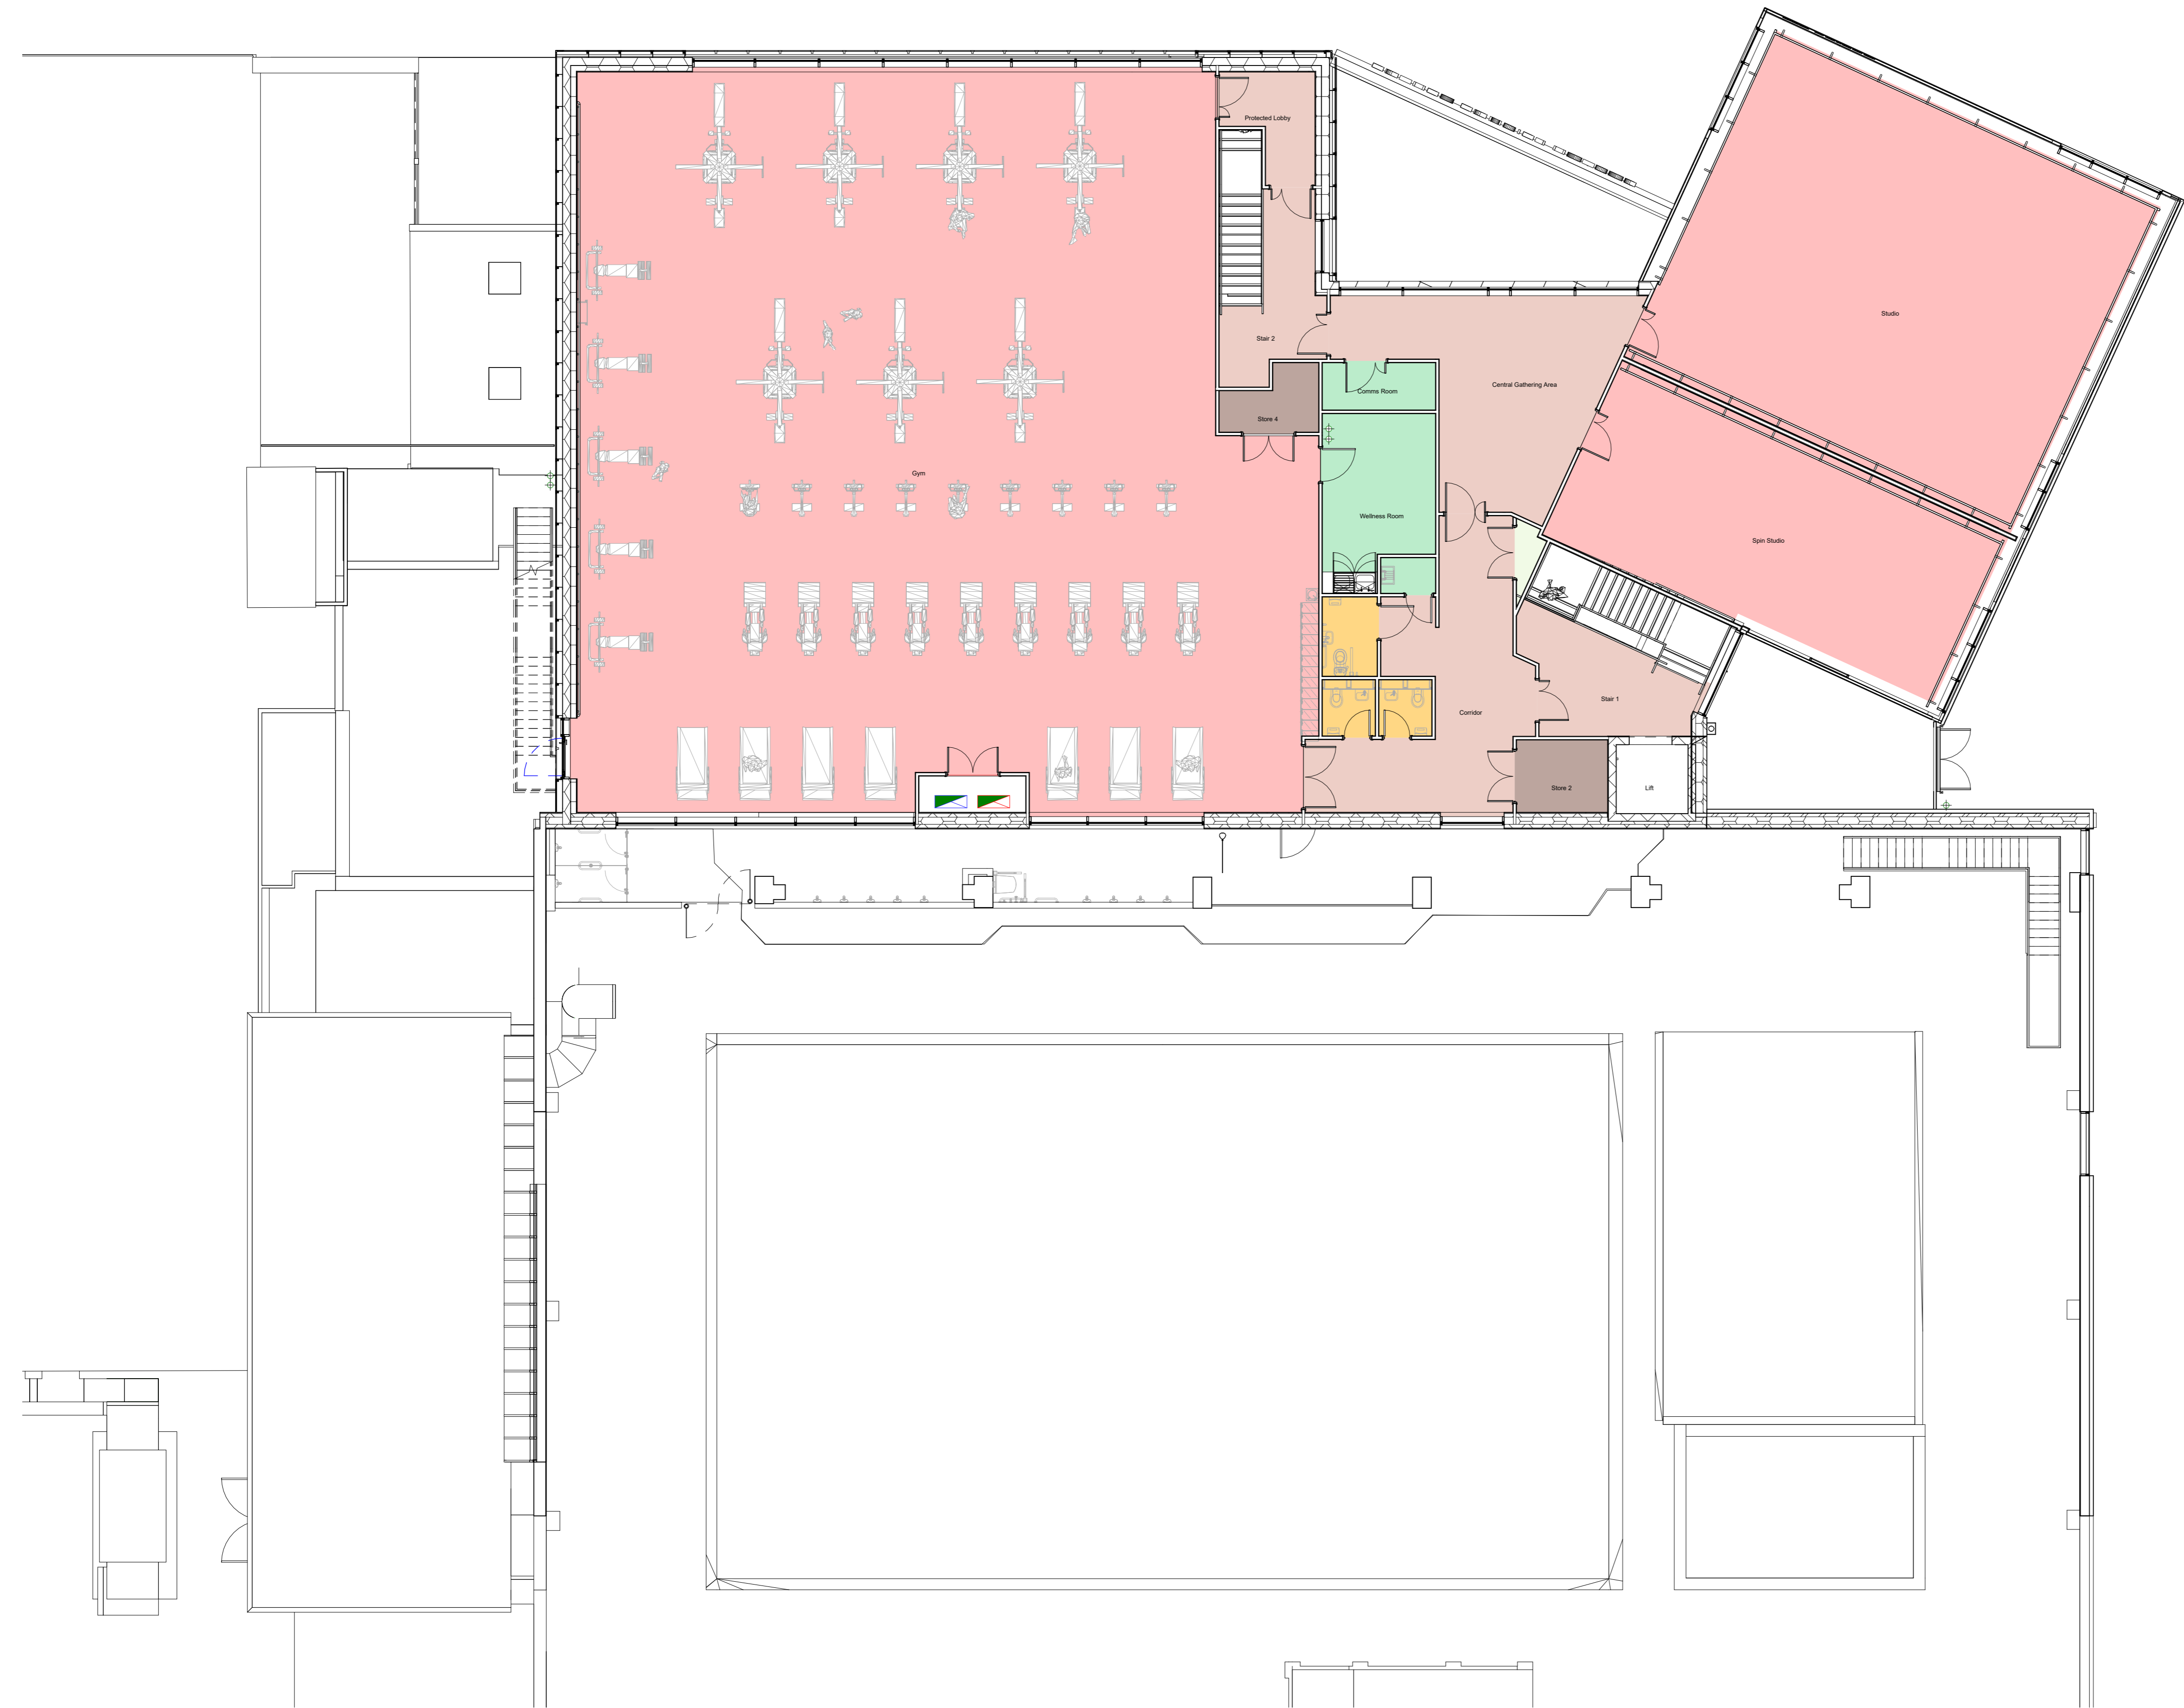 Protected Lobby
Studio
Stair 2
Central Gathering Area
Comms Room
Store 4
Gym
Wellness Room
Spin Studio
Stair 1
Corridor
Store 2
Lift